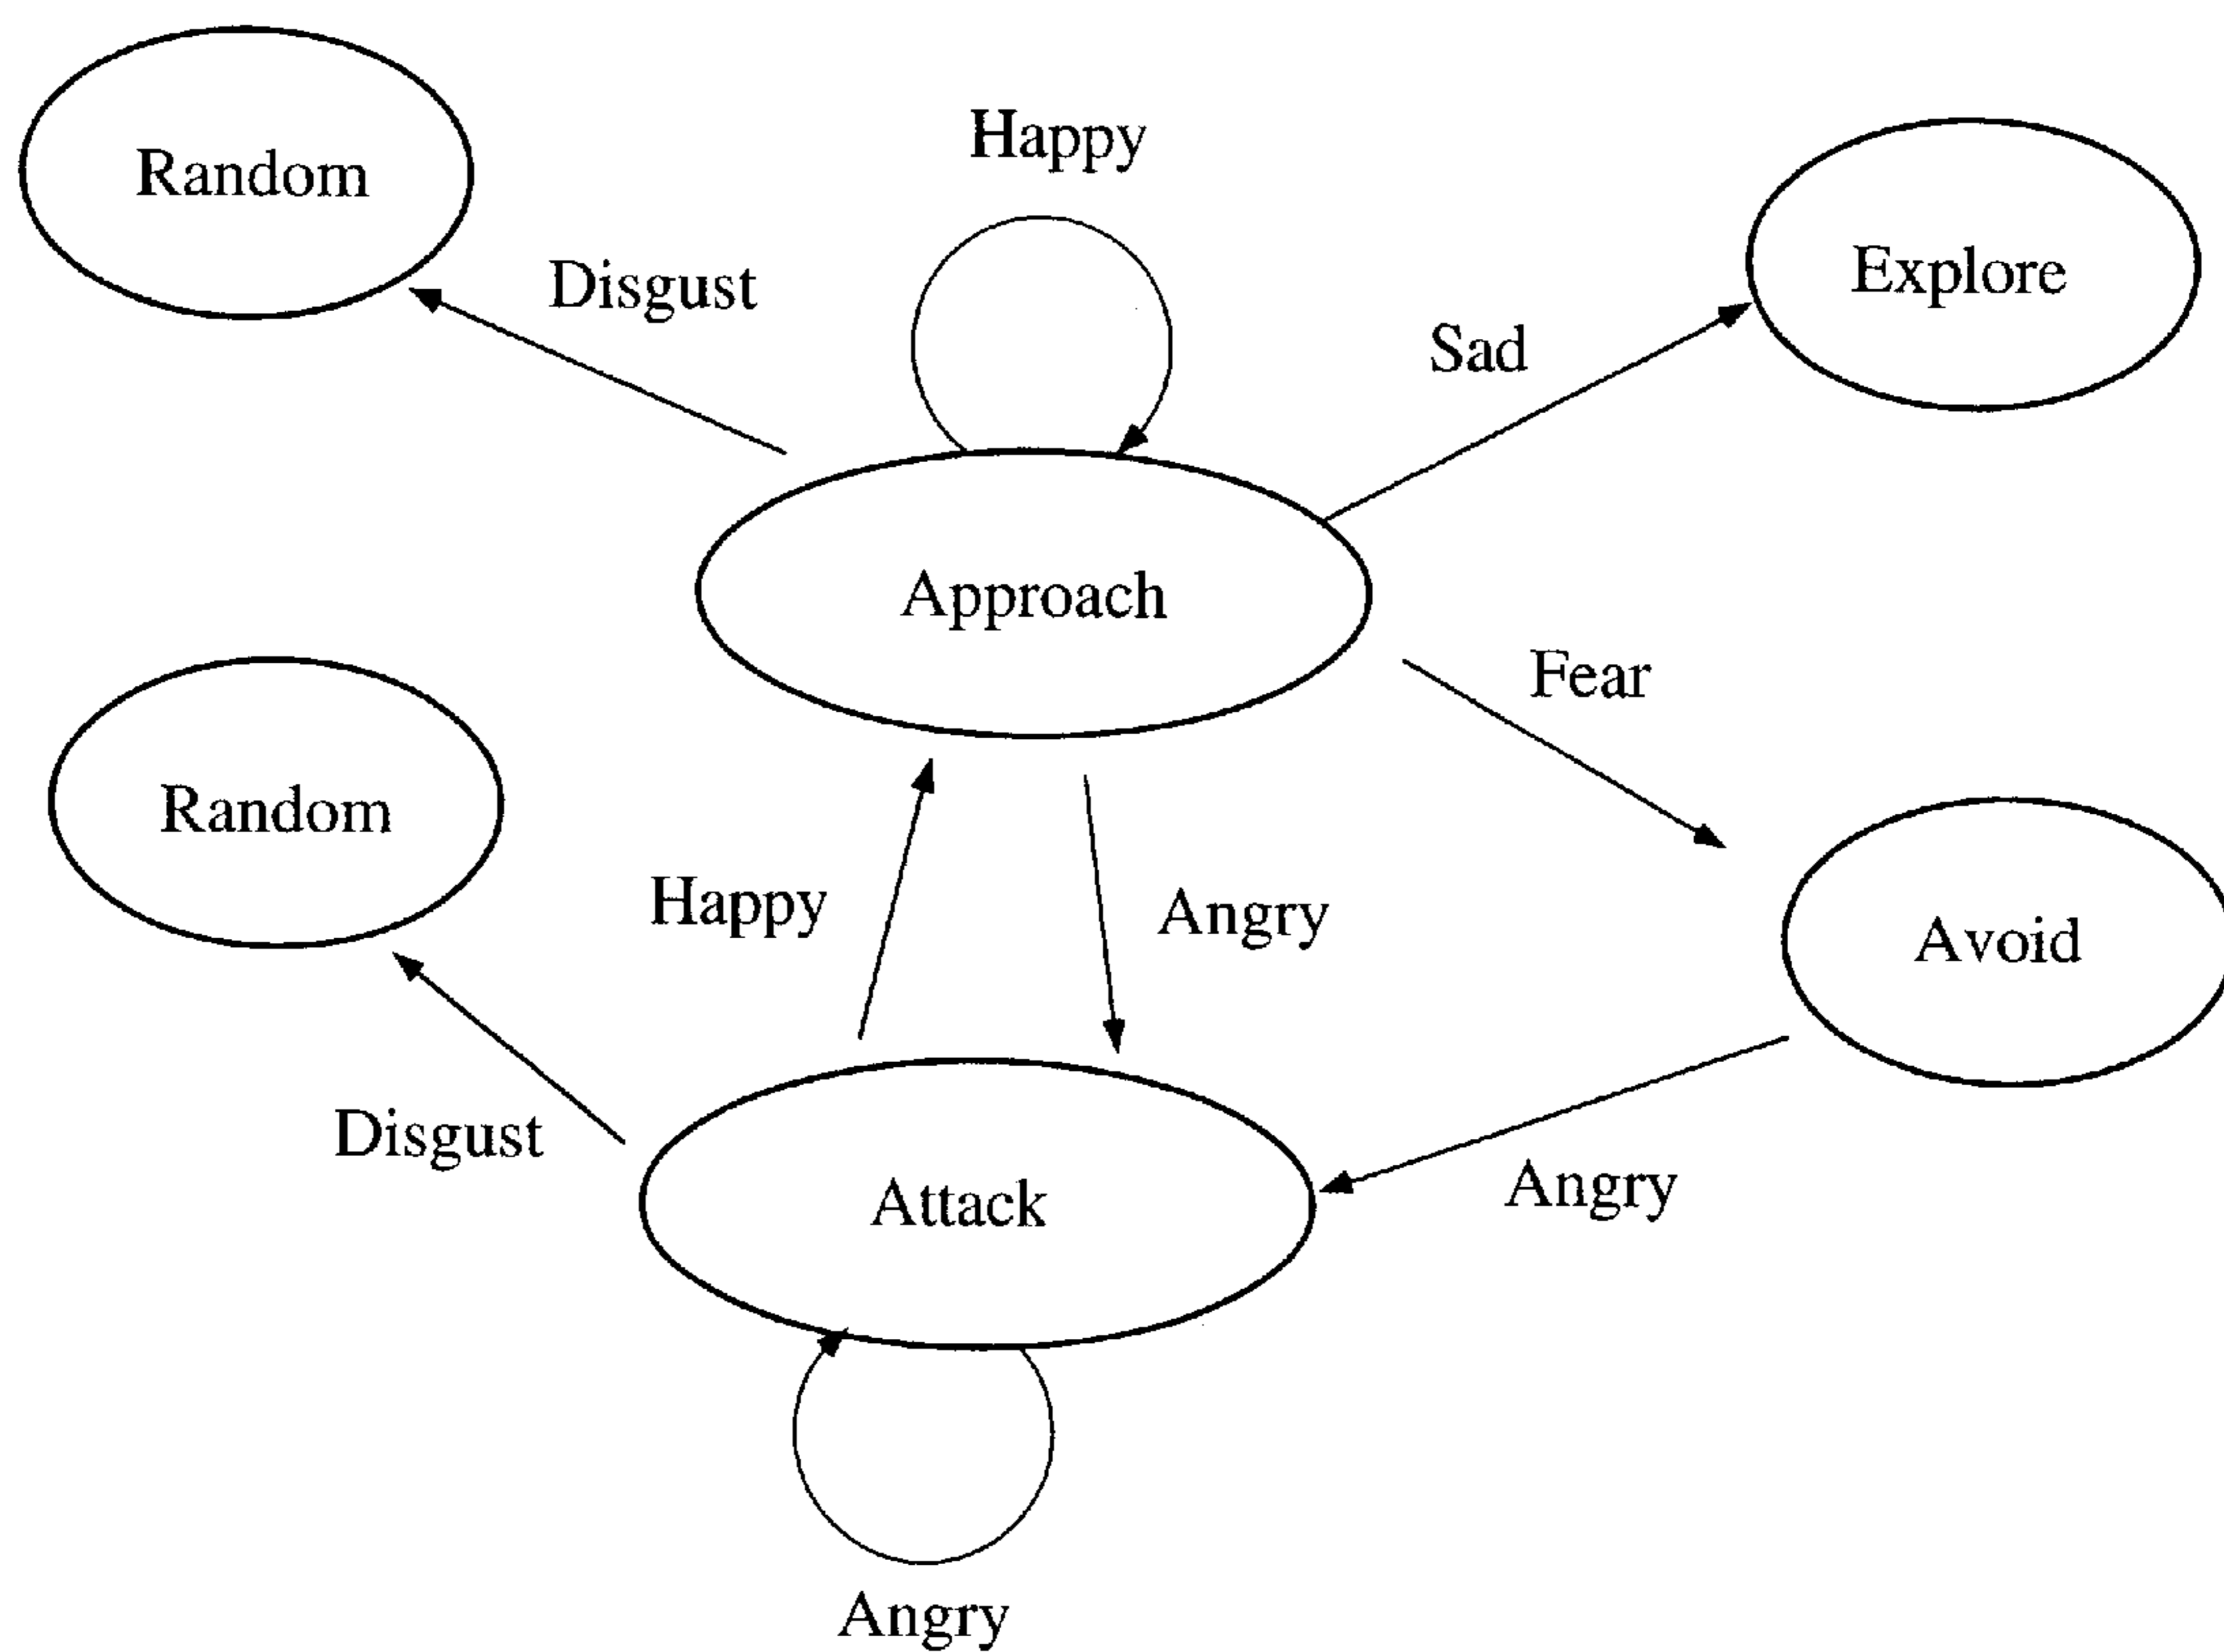 Happy
Random
Explore
Disgust
Sad
Approach
Fear
Random
Happy
Angry
Avoid
Disgust
Attack
Angry
Angry